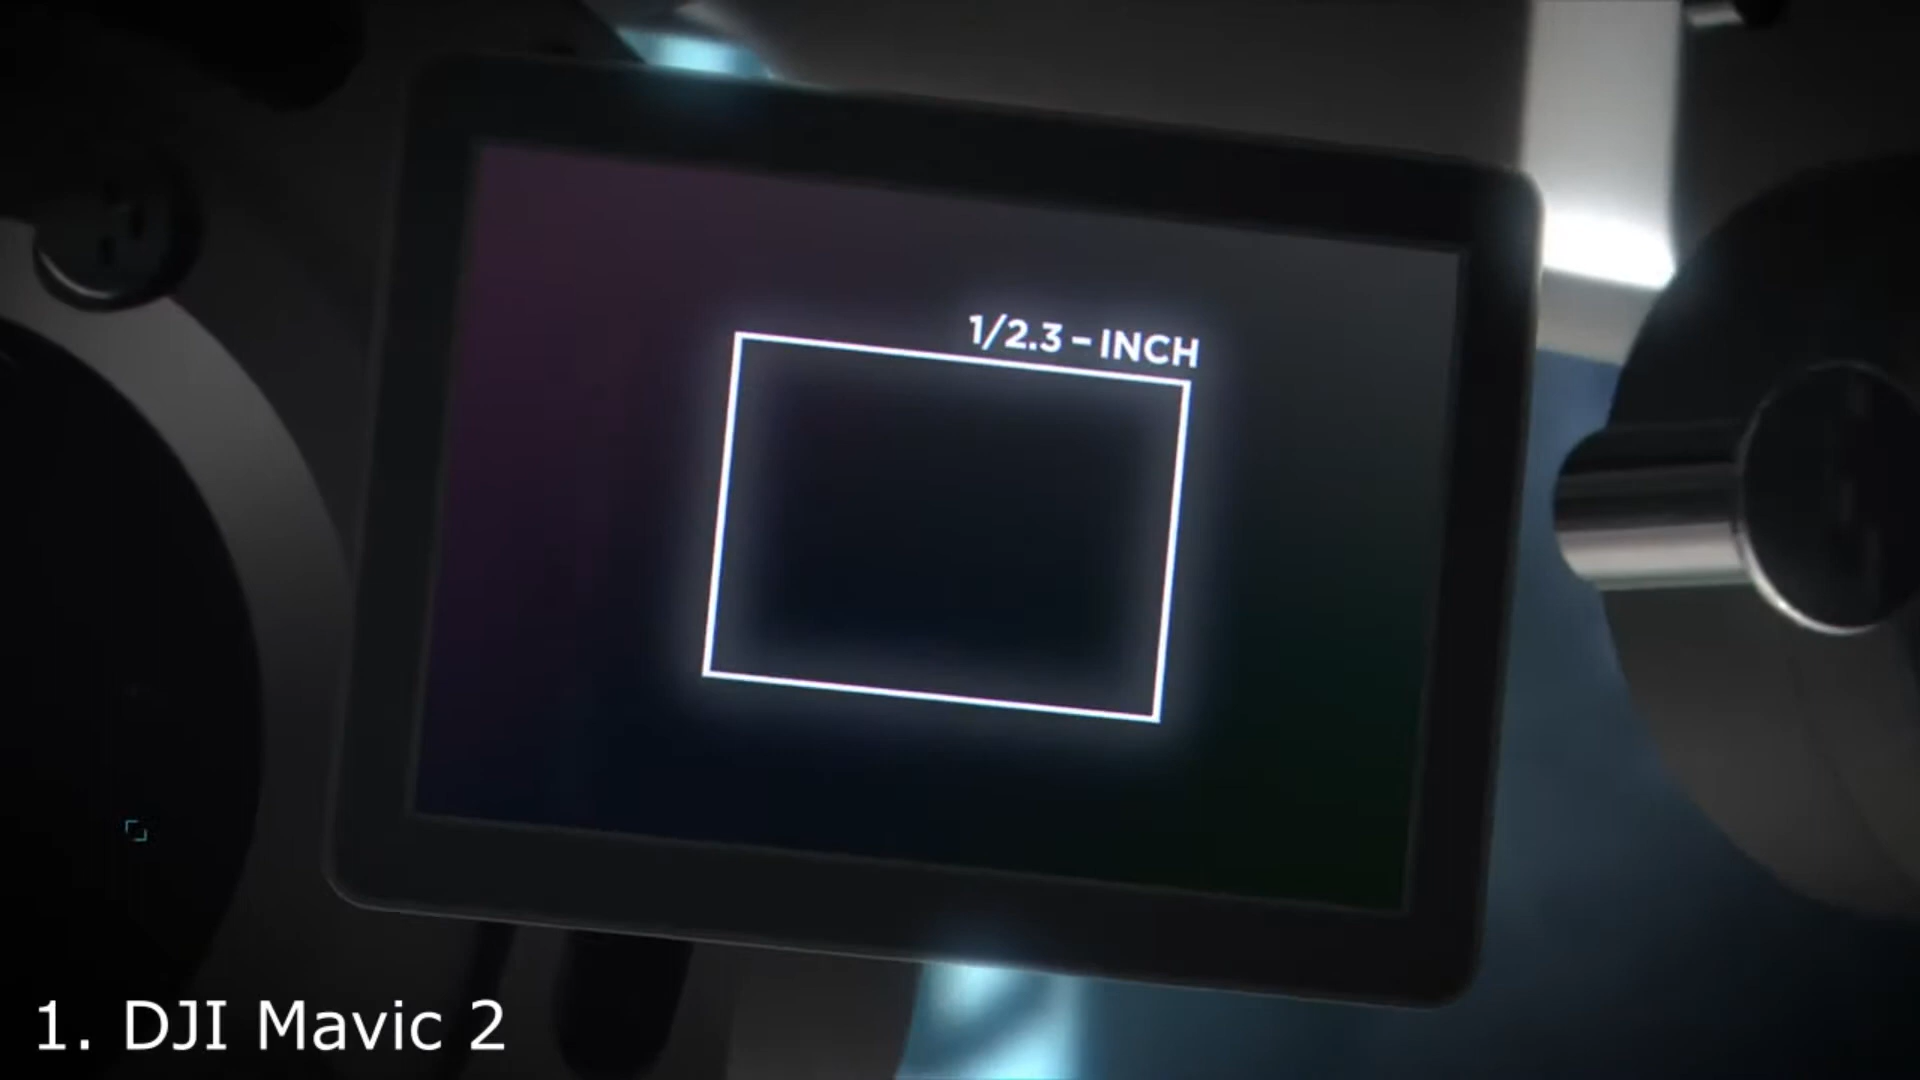 1/2.3 – INCH
1. DJI Mavic 2